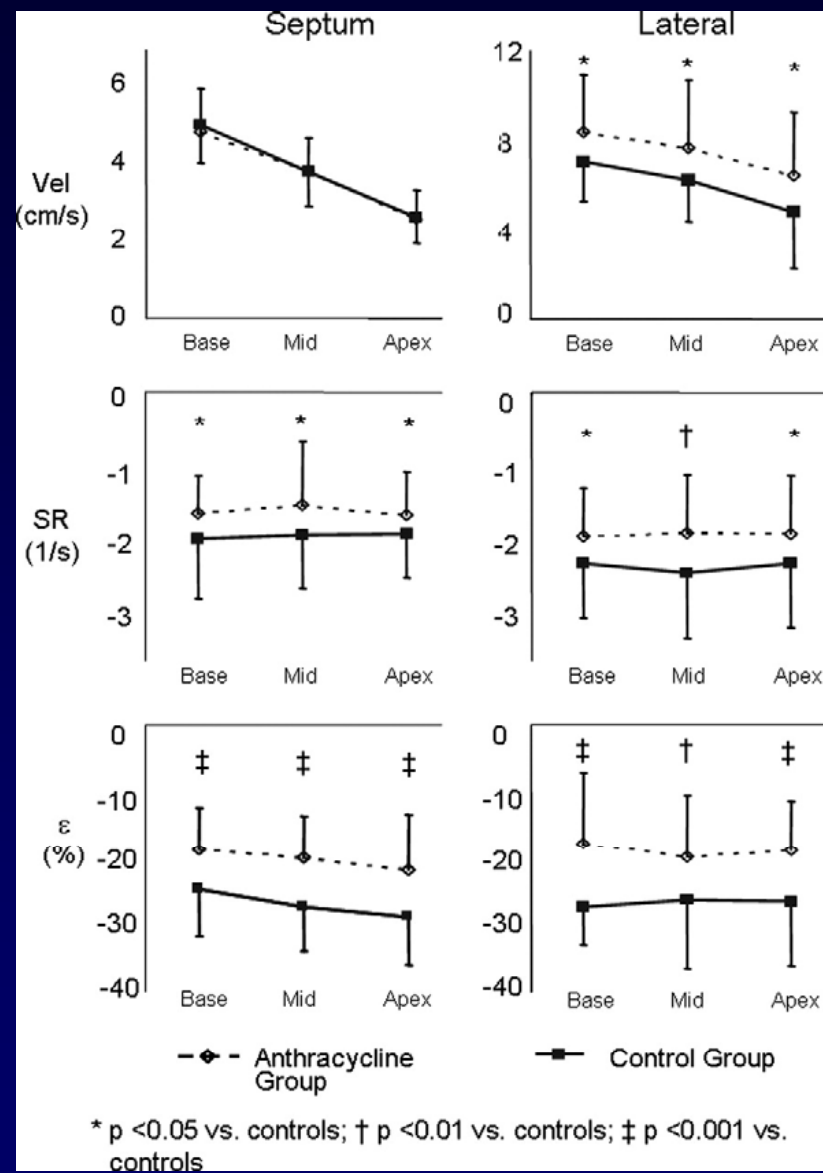 Septum
Lateral
Vel
(cm/s)
6
4
2
0
Base Mid Apex
12
8
4
0
* * *
Base Mid Apex
SR
(1/s)
0
-1
-2
-3
* * *
Base Mid Apex
0
-1
-2
-3
* † *
Base Mid Apex
ε
(%)
0
-10
-20
-30
-40
‡ ‡ ‡
Base Mid Apex
0
-10
-20
-30
-40
‡ † ‡
Base Mid Apex
Anthracycline
Group
Control Group
* p <0.05 vs. controls; † p <0.01 vs. controls; ‡ p <0.001 vs.
controls